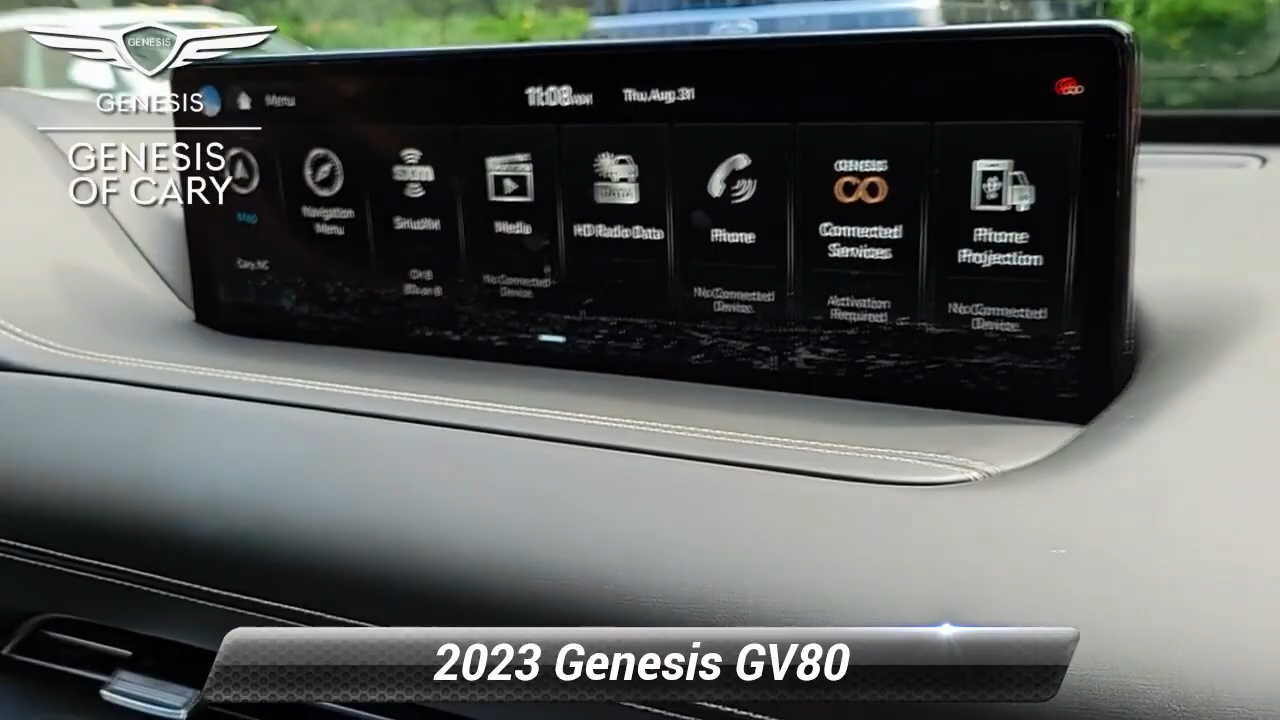 GENESIS
GENESIS
GENESIS
OF CARY
Menu
11:08 AM
Thu, Aug. 31
Map
Navigation
Menu
SiriusXM
Media
HD Radio Data
Phone
GENESIS
Connected
Services
Phone
Projection
Cary, NC
No Connected
Device.
No Connected
Device.
Activation
Required
No Connected
Device.
2023 Genesis GV80